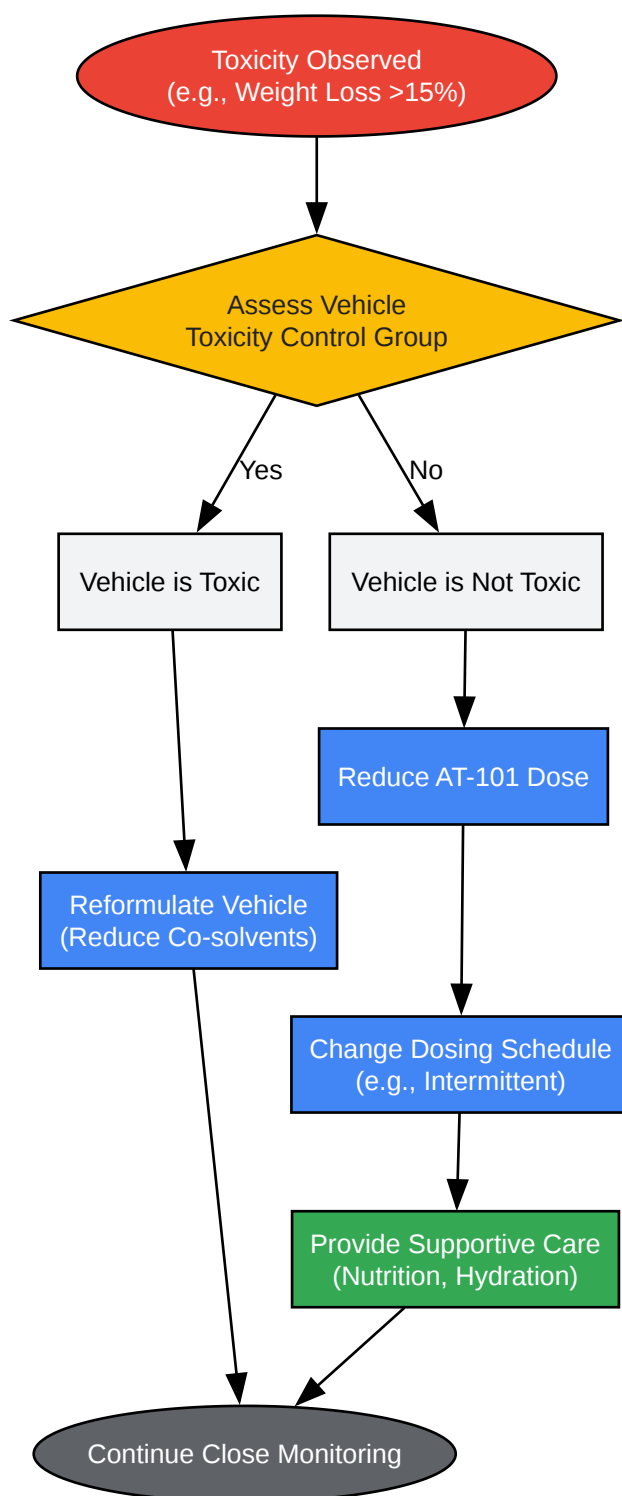 Toxicity Observed
(e.g., Weight Loss >15%)
Assess Vehicle
Toxicity Control Group
Yes
No
Vehicle is Toxic
Vehicle is Not Toxic
Reduce AT-101 Dose
Reformulate Vehicle
(Reduce Co-solvents)
Change Dosing Schedule
(e.g., Intermittent)
Provide Supportive Care
(Nutrition, Hydration)
Continue Close Monitoring